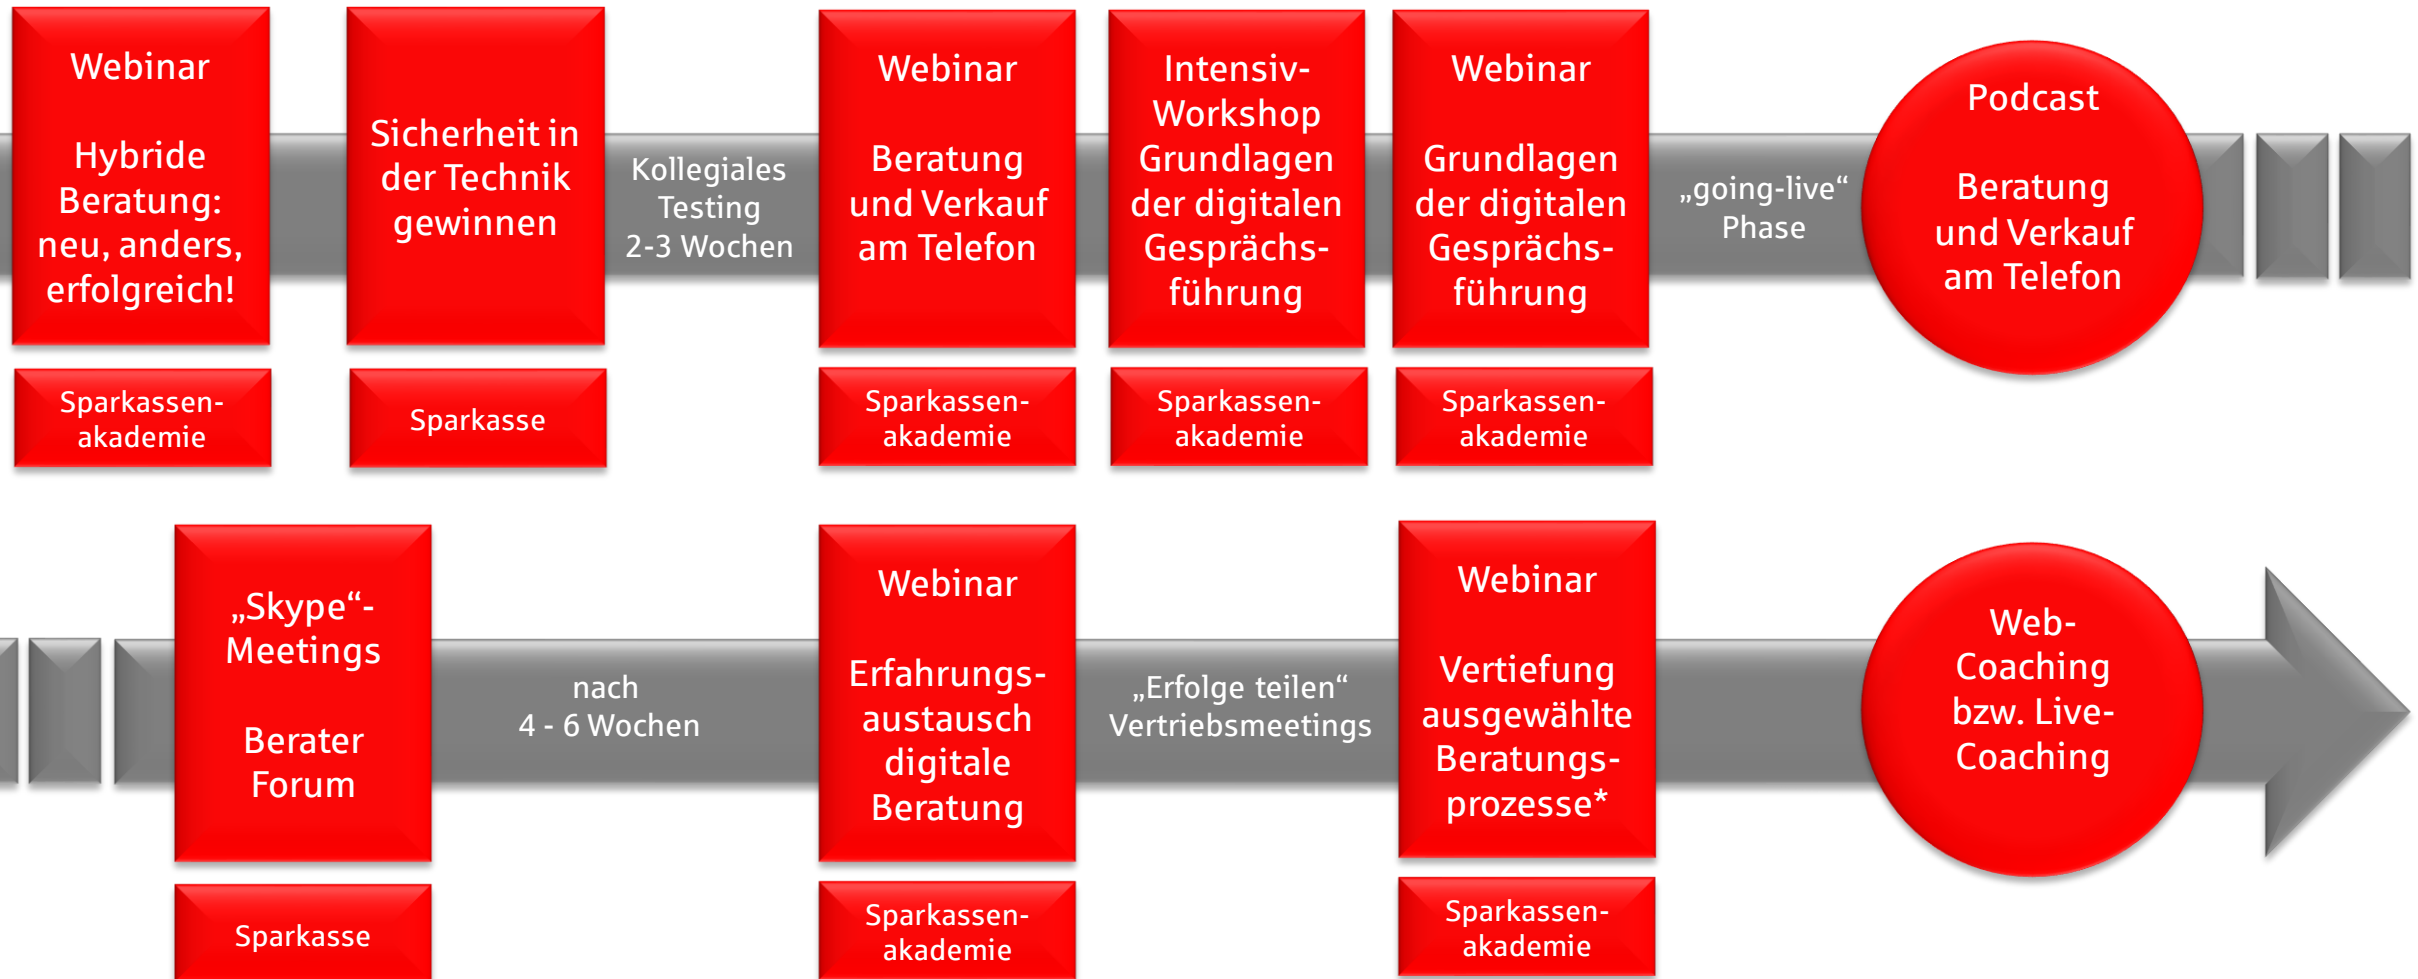 Webinar
Hybride
Beratung:
neu, anders,
erfolgreich!
Sparkassen-
akademie
Sicherheit in
der Technik
gewinnen
Sparkasse
Kollegiales
Testing
2-3 Wochen
Webinar
Beratung
und Verkauf
am Telefon
Sparkassen-
akademie
Intensiv-
Workshop
Grundlagen
der digitalen
Gesprächs-
führung
Sparkassen-
akademie
Webinar
Grundlagen
der digitalen
Gesprächs-
führung
Sparkassen-
akademie
„going-live“
Phase
Podcast
Beratung
und Verkauf
am Telefon
„Skype“-
Meetings
Berater
Forum
Sparkasse
nach
4 - 6 Wochen
Webinar
Erfahrungs-
austausch
digitale
Beratung
Sparkassen-
akademie
„Erfolge teilen“
Vertriebsmeetings
Webinar
Vertiefung
ausgewählte
Beratungs-
prozesse*
Sparkassen-
akademie
Web-
Coaching
bzw. Live-
Coaching